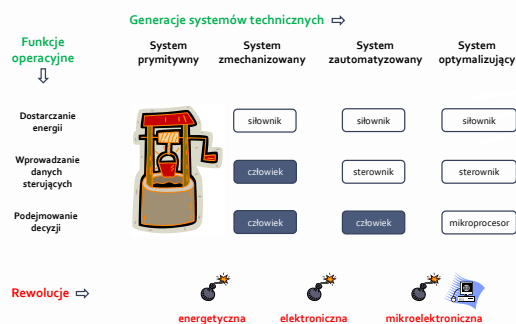 Generacje systemów technicznych ⇨
Funkcje
operacyjne
⇩
System
prymitywny
System
zmechanizowany
System
zautomatyzowany
System
optymalizujący
Dostarczanie
energii
siłownik
siłownik
siłownik
Wprowadzanie
danych
sterujących
człowiek
sterownik
sterownik
Podejmowanie
decyzji
człowiek
człowiek
mikroprocesor
Rewolucje ⇨
energetyczna
elektroniczna
mikroelektroniczna